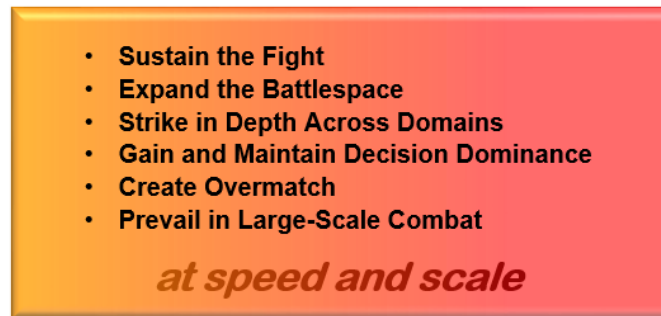 • Sustain the Fight
• Expand the Battlespace
• Strike in Depth Across Domains
• Gain and Maintain Decision Dominance
• Create Overmatch
• Prevail in Large-Scale Combat
at speed and scale